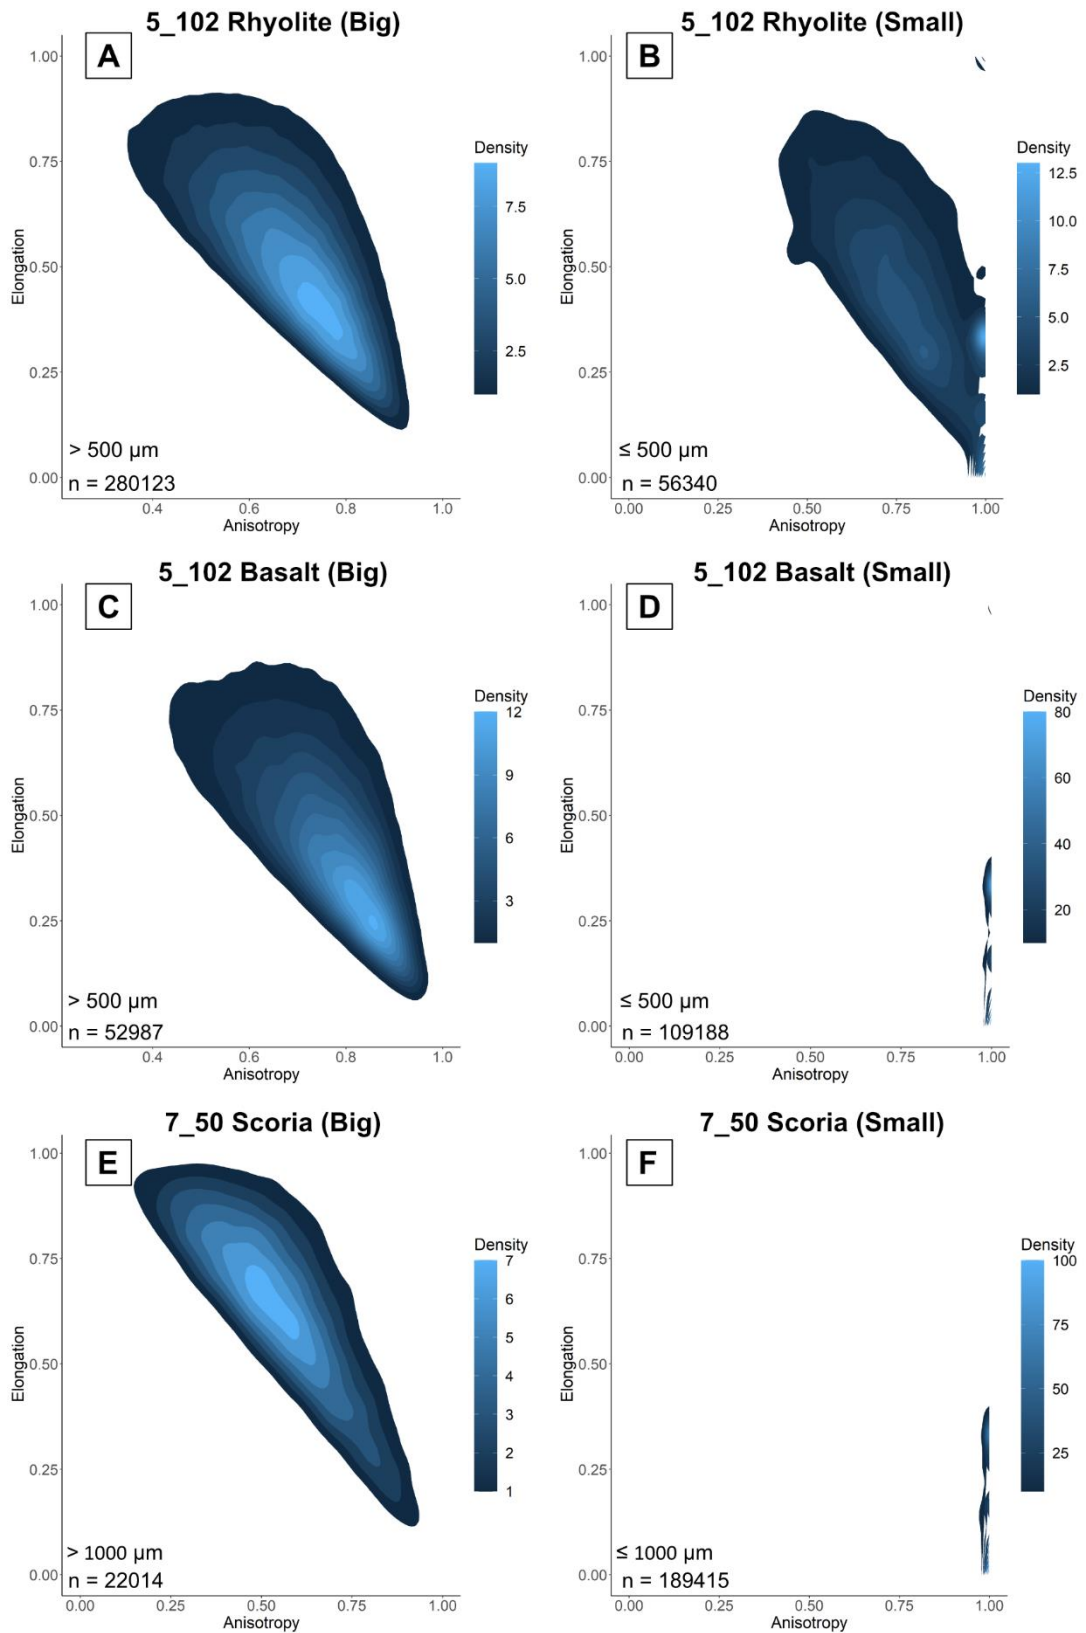 5_102 Rhyolite (Big)
A
1.00
0.75
0.50
0.25
0.00
Elongation
0.4 0.6 0.8 1.0
Anisotropy
> 500 µm
n = 280123
Density
7.5
5.0
2.5
5_102 Rhyolite (Small)
B
1.00
0.75
0.50
0.25
0.00
Elongation
0.00 0.25 0.50 0.75 1.00
Anisotropy
≤ 500 µm
n = 56340
Density
12.5
10.0
7.5
5.0
2.5
5_102 Basalt (Big)
C
1.00
0.75
0.50
0.25
0.00
Elongation
0.4 0.6 0.8 1.0
Anisotropy
> 500 µm
n = 52987
Density
12
9
6
3
5_102 Basalt (Small)
D
1.00
0.75
0.50
0.25
0.00
Elongation
0.00 0.25 0.50 0.75 1.00
Anisotropy
≤ 500 µm
n = 109188
Density
80
60
40
20
7_50 Scoria (Big)
E
1.00
0.75
0.50
0.25
0.00
Elongation
0.00 0.25 0.50 0.75 1.00
Anisotropy
> 1000 µm
n = 22014
Density
7
6
5
4
3
2
1
7_50 Scoria (Small)
F
1.00
0.75
0.50
0.25
0.00
Elongation
0.00 0.25 0.50 0.75 1.00
Anisotropy
≤ 1000 µm
n = 189415
Density
100
75
50
25